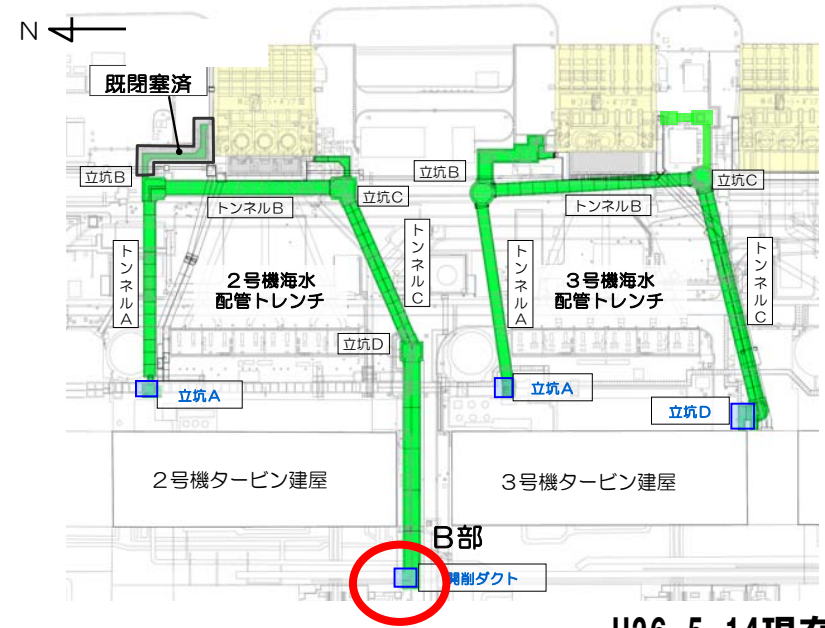 N
既閉塞済
立坑B
立坑B
立坑C
トンネルB
立坑C
トンネルB
トンネルA
トンネルC
トンネルA
トンネルC
2号機海水
配管トレンチ
3号機海水
配管トレンチ
立坑D
立坑A
立坑A
立坑D
2号機タービン建屋
3号機タービン建屋
B部
開削ダクト